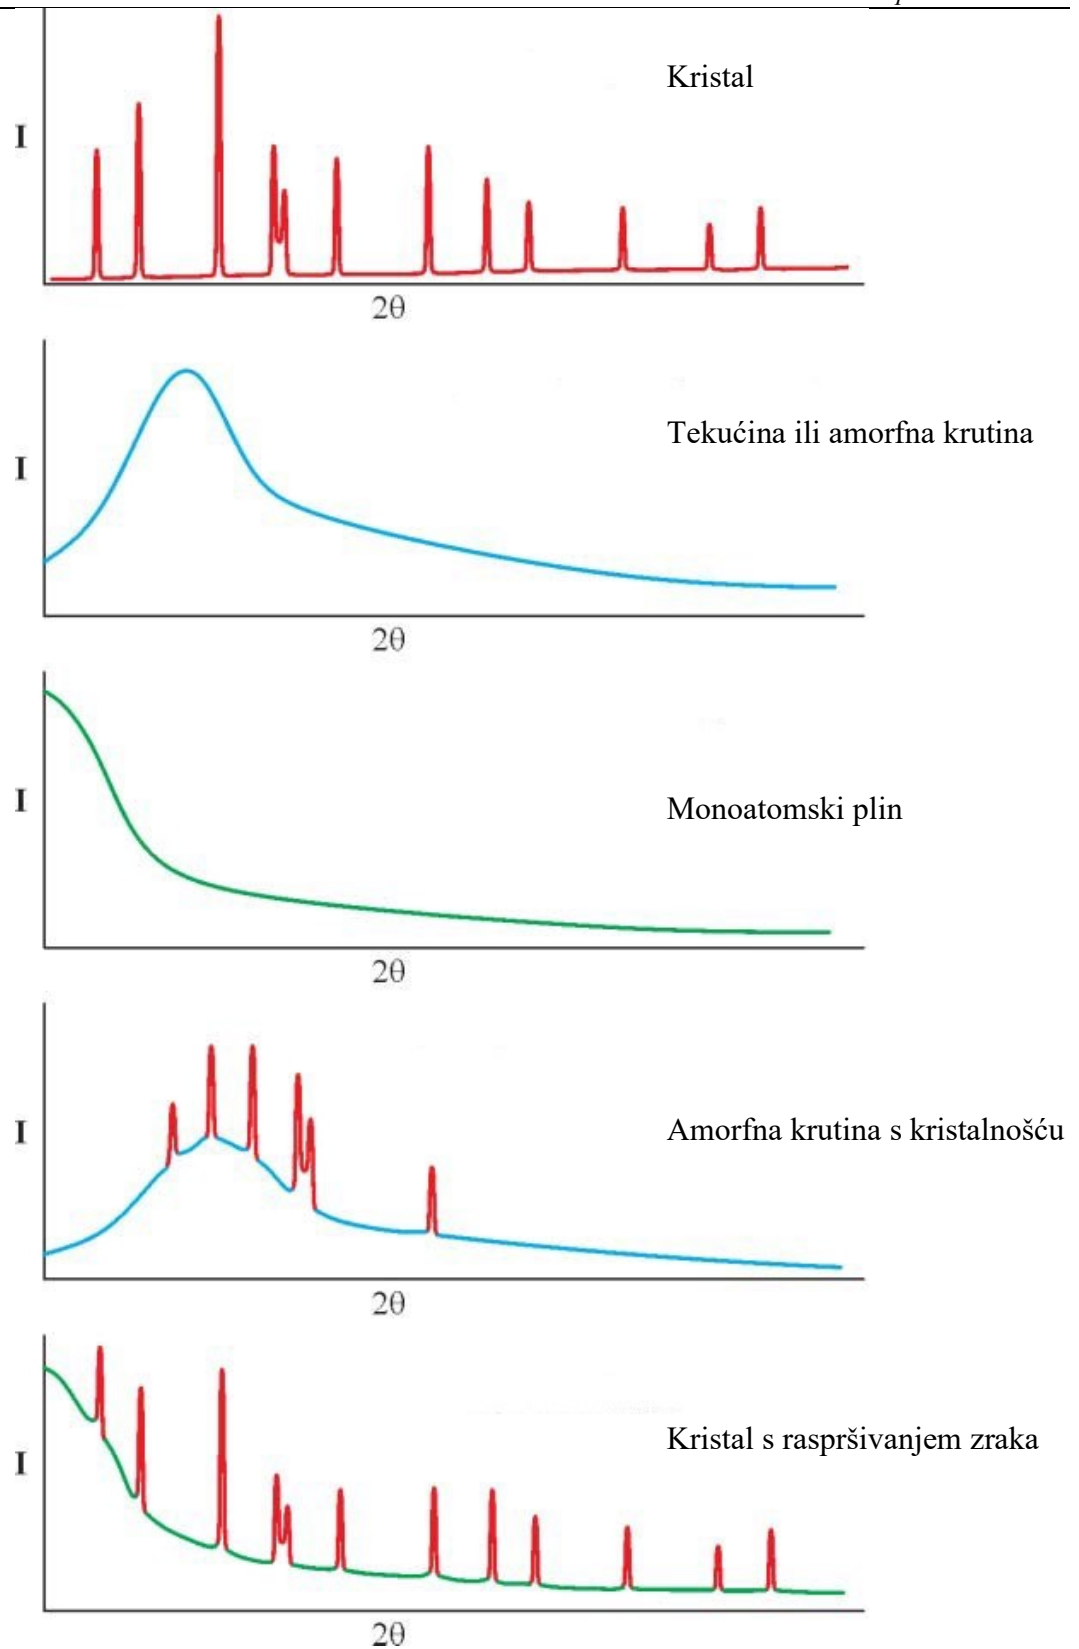 Kristal
I
2θ
Tekućina ili amorfna krutina
I
2θ
Monoatomski plin
I
2θ
Amorfna krutina s kristalnošću
I
2θ
Kristal s raspršivanjem zraka
I
2θ